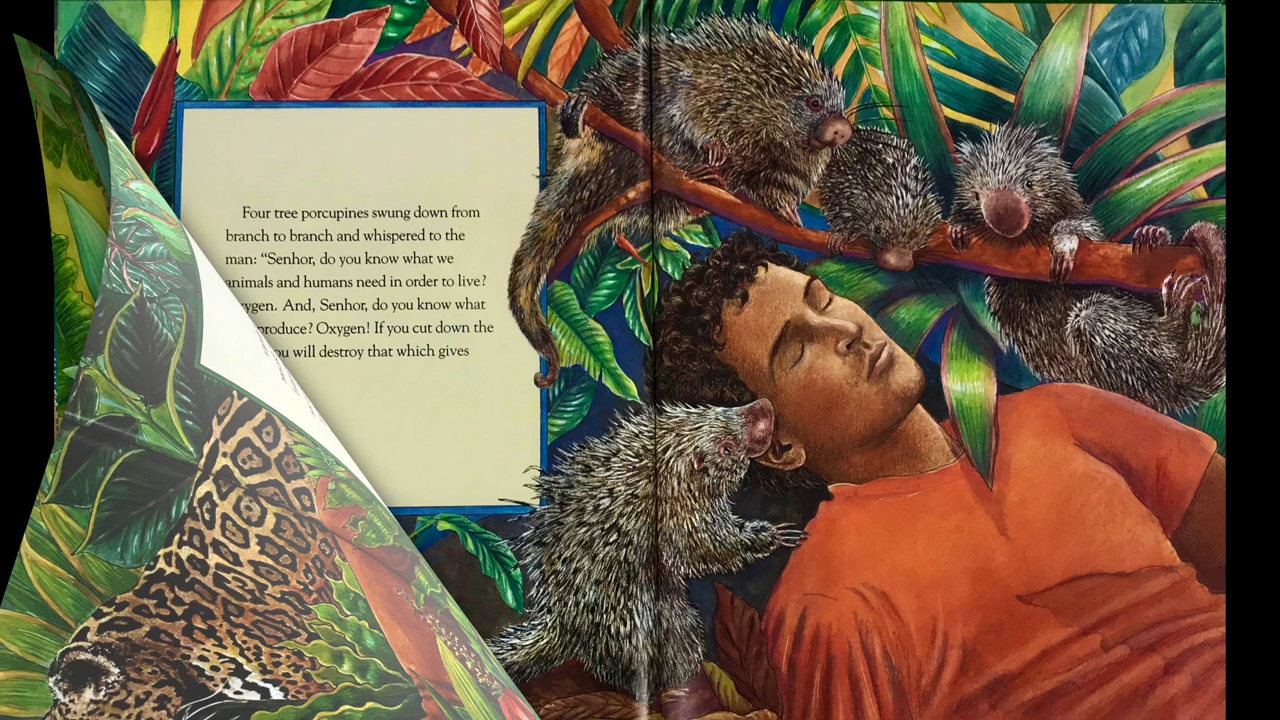 Four tree porcupines swung down from
branch to branch and whispered to the
man: “Senhor, do you know what we
animals and humans need in order to live?
ygen. And, Senhor, do you know what
produce? Oxygen! If you cut down the
ou will destroy that which gives